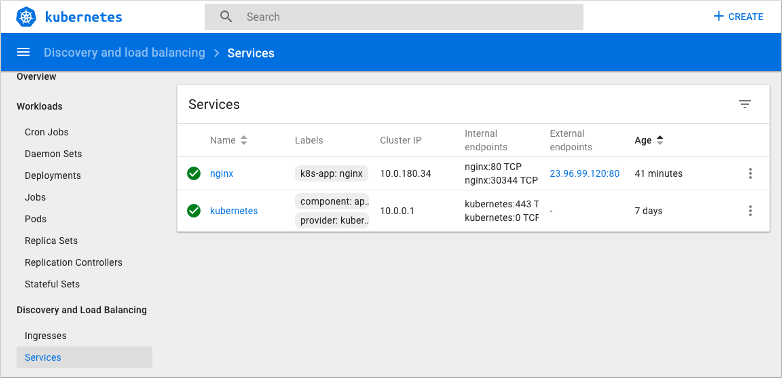 kubernetes
Search
+ CREATE
Discovery and load balancing > Services
Overview
Workloads
Cron Jobs
Daemon Sets
Deployments
Jobs
Pods
Replica Sets
Replication Controllers
Stateful Sets
Discovery and Load Balancing
Ingresses
Services
Services
Name Labels Cluster IP Internal endpoints External endpoints Age
nginx k8s-app: nginx 10.0.180.34 nginx:80 TCP 23.96.99.120:80 41 minutes
nginx:30344 TCP
kubernetes component: ap.. 10.0.0.1 kubernetes:443 T - 7 days
provider: kuber... kubernetes:0 TCP